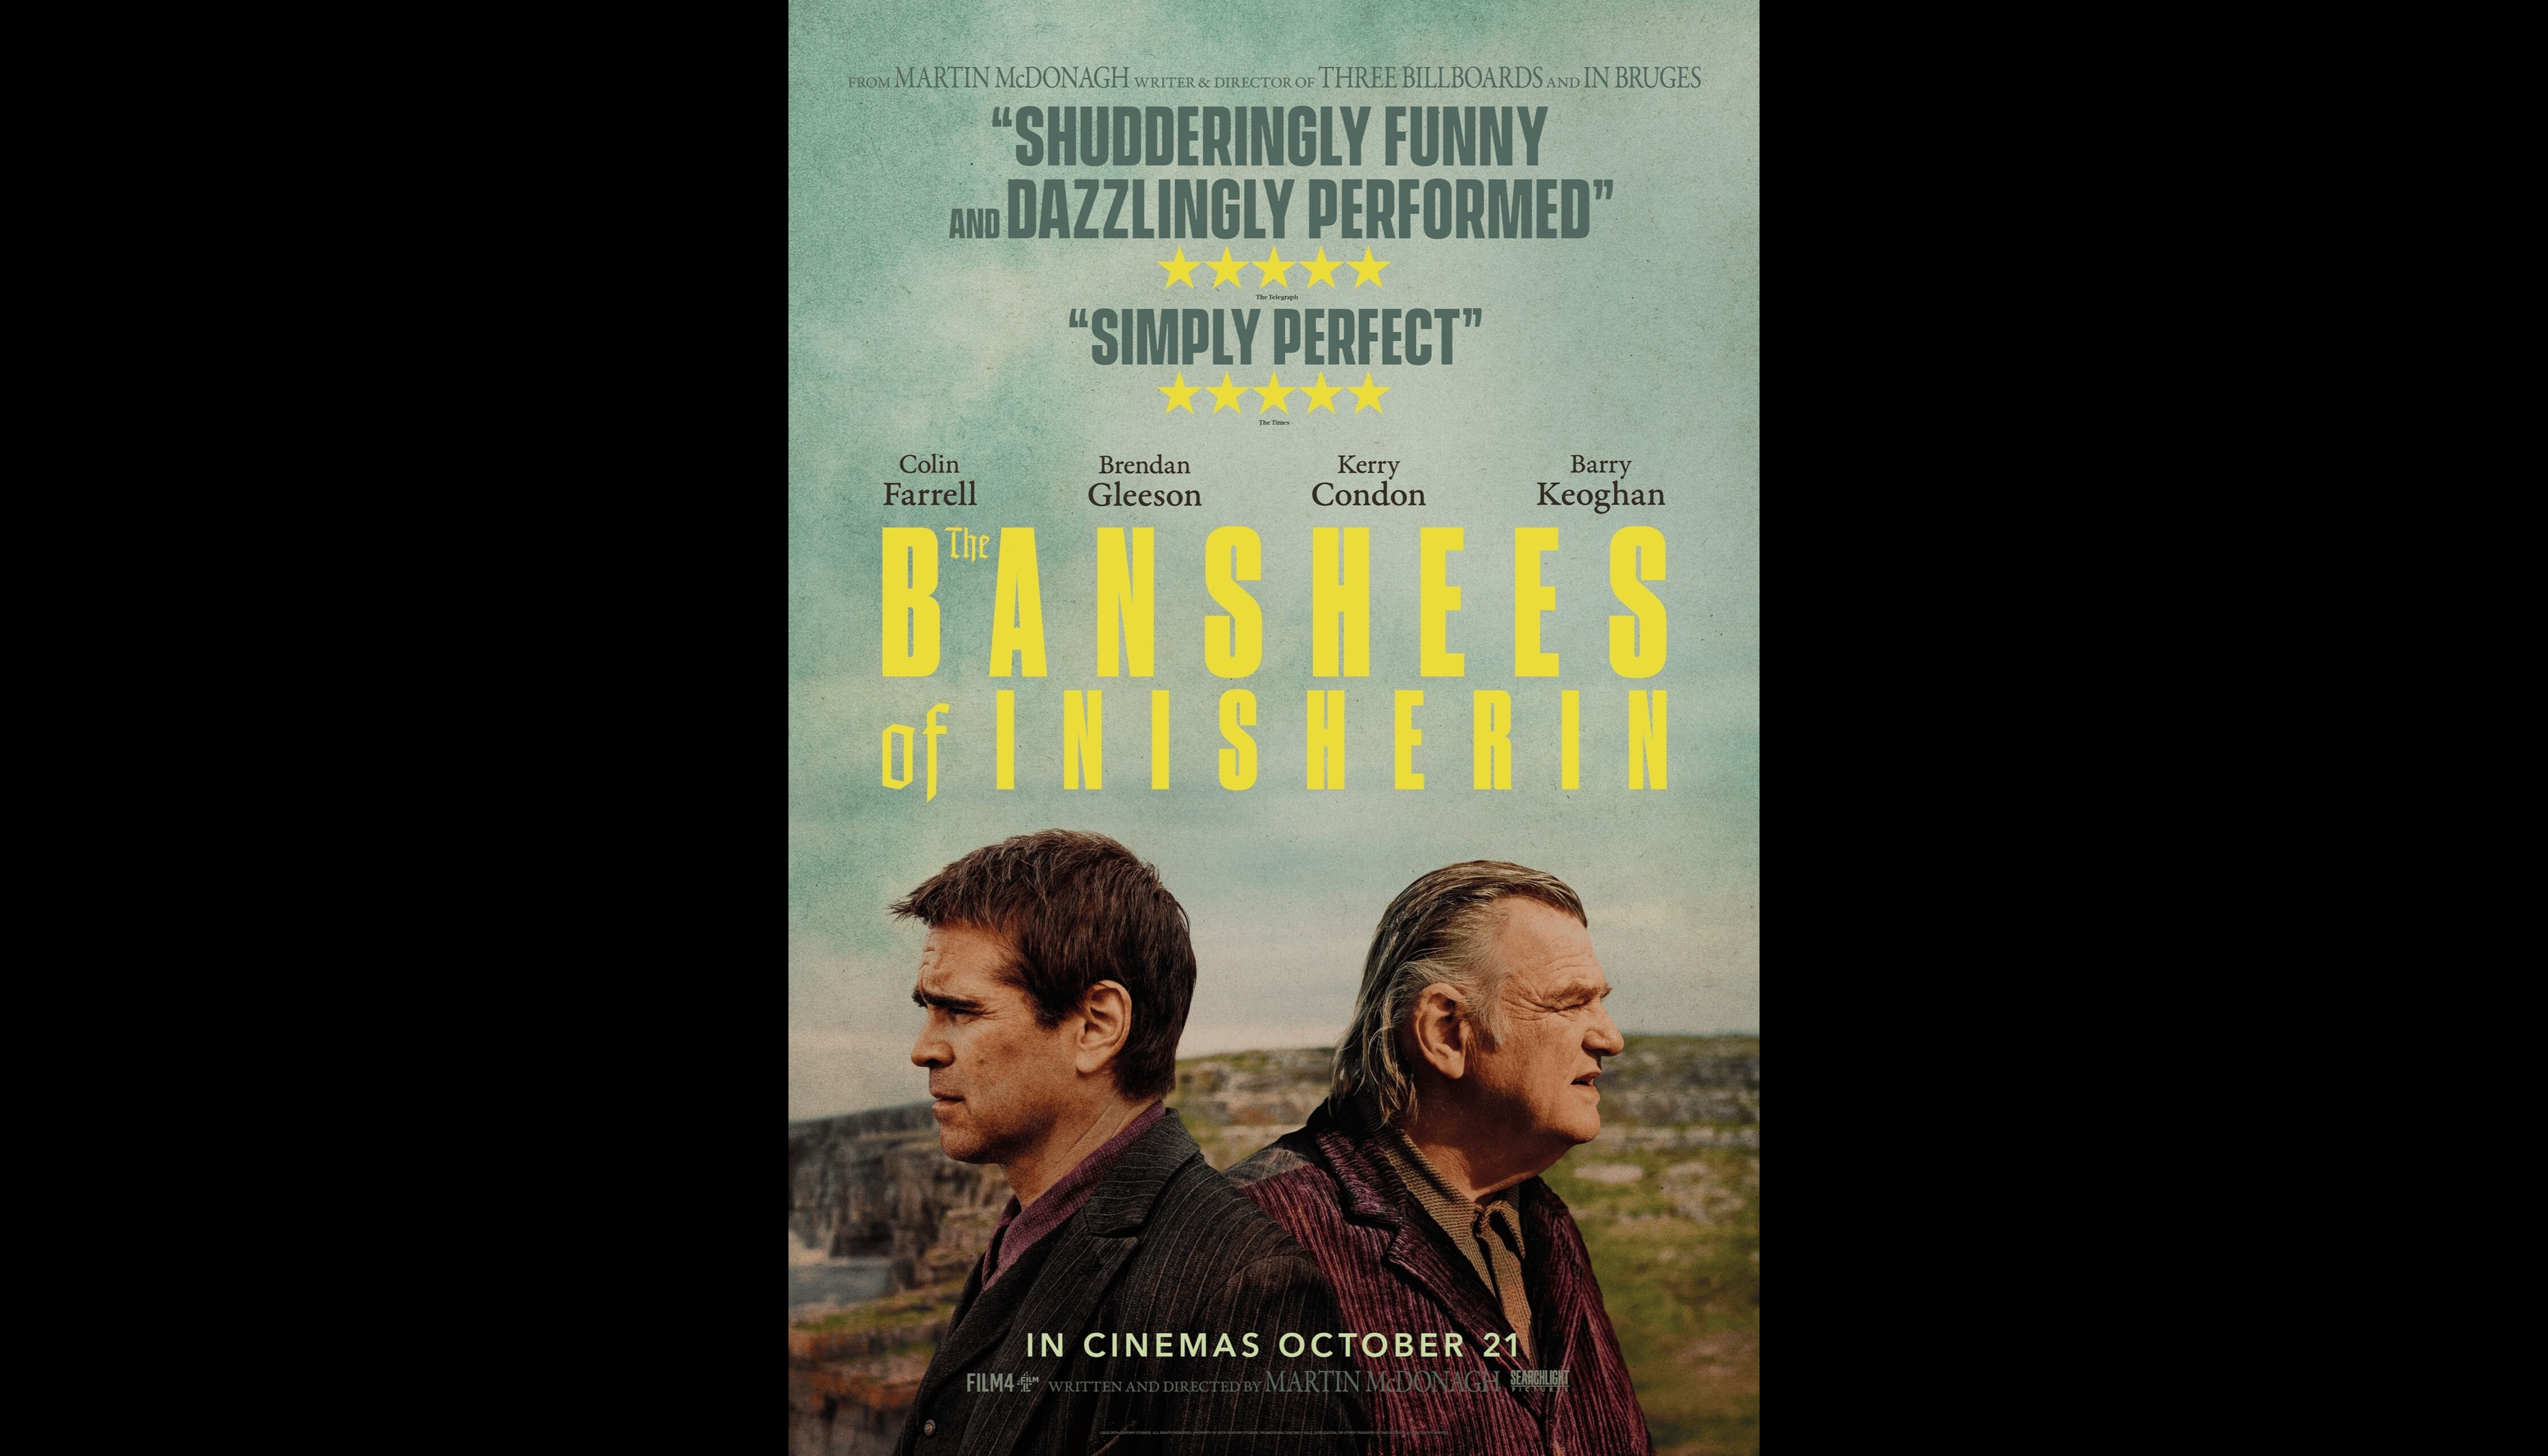 FROM MARTIN McDONAGH WRITER & DIRECTOR OF THREE BILLBOARDS AND IN BRUGES
“SHUDDERINGLY FUNNY
AND DAZZLINGLY PERFORMED”
The Telegraph
“SIMPLY PERFECT”
The Times
Colin Farrell
Brendan Gleeson
Kerry Condon
Barry Keoghan
The BANSHEES
of INISHERIN
IN CINEMAS OCTOBER 21
FILM4 FILM WRITTEN AND DIRECTED BY MARTIN McDONAGH SEARCHLIGHT PICTURES